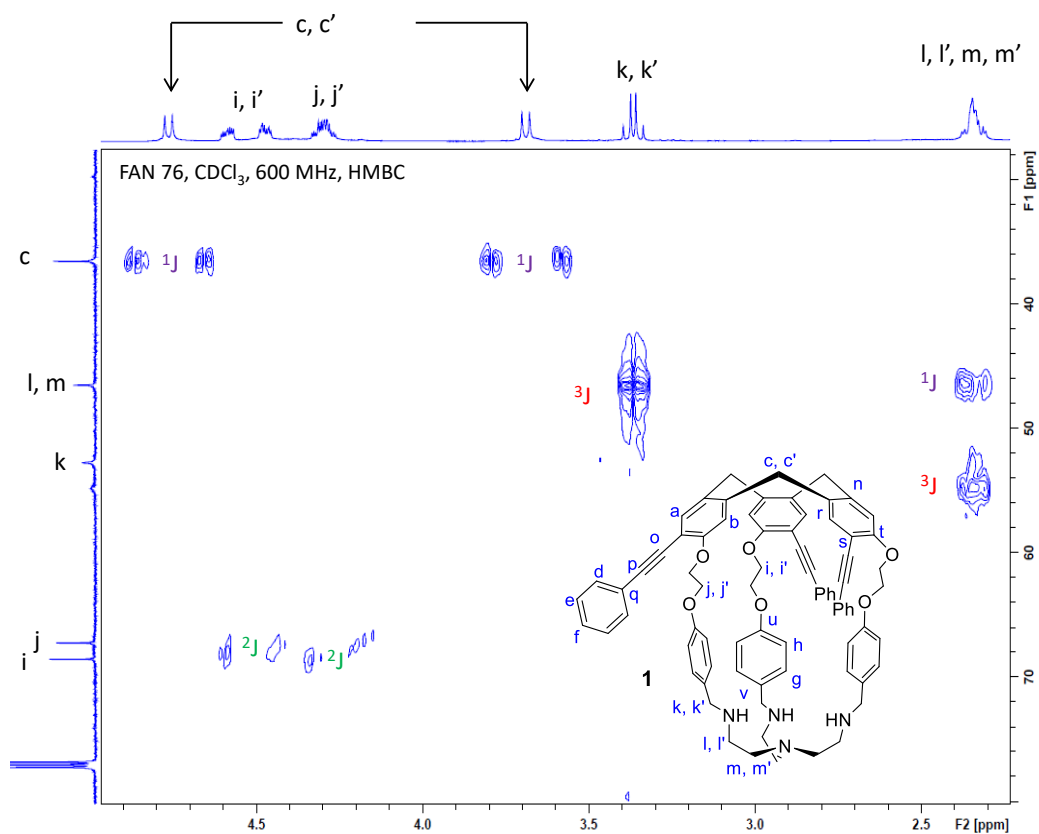 c, c’
i, i’
j, j’
k, k’
l, l’, m, m’
FAN 76, CDCl₃, 600 MHz, HMBC
F1 [ppm]
c
¹J
¹J
40
l, m
³J
¹J
50
k
³J
c, c'
n
a
b
r
t
o
s
O
O
O
60
p
d
i, i'
Ph
Ph
q
j, j'
e
O
O
O
f
u
j
²J
²J
h
i
1
v
g
70
k, k'
NH
NH
HN
l, l'
N
m, m'
4.5
4.0
3.5
3.0
2.5
F2 [ppm]